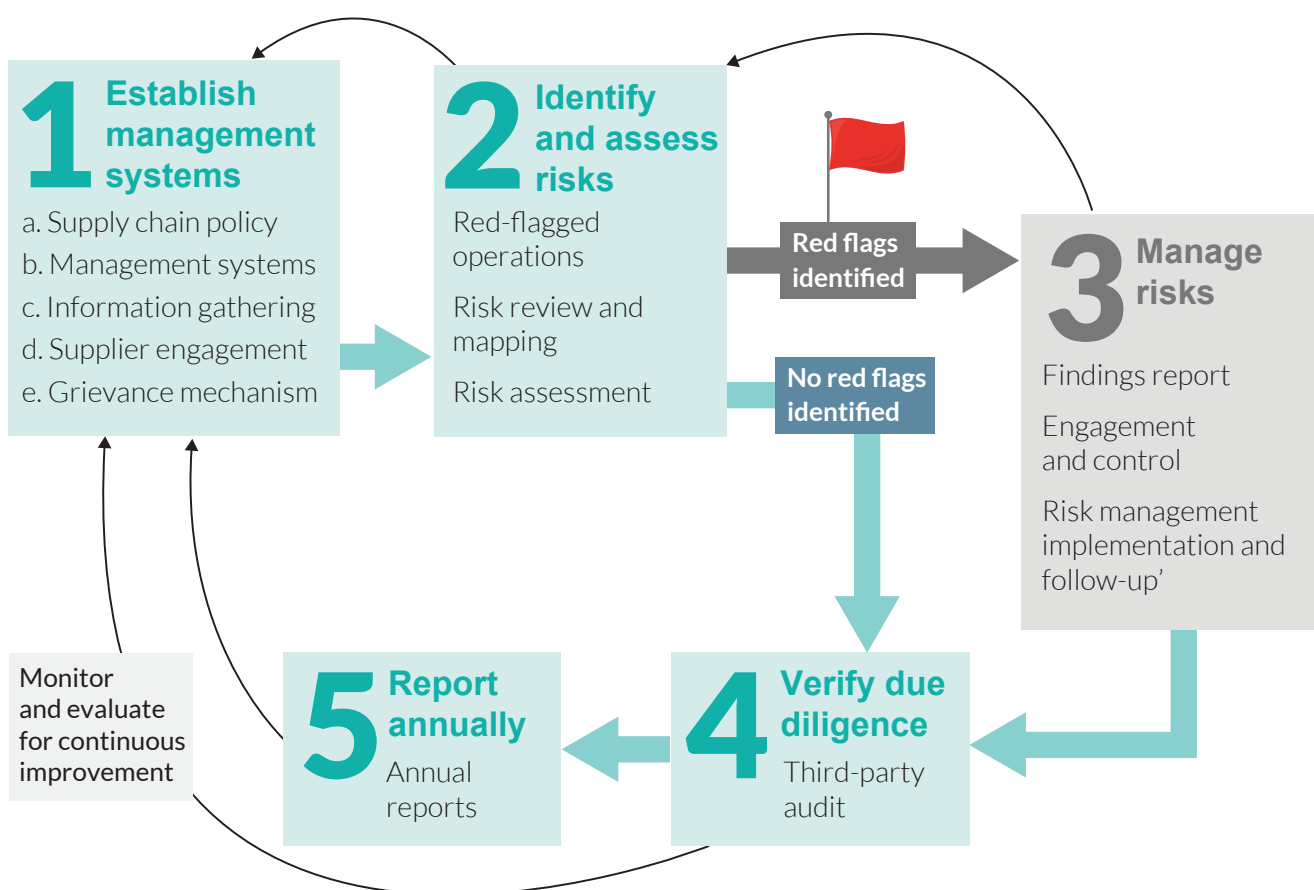 1
Establish
management
systems
a. Supply chain policy
b. Management systems
c. Information gathering
d. Supplier engagement
e. Grievance mechanism
2
Identify
and assess
risks
Red-flagged
operations
Risk review and
mapping
Risk assessment
Red flags
identified
No red flags
identified
3
Manage
risks
Findings report
Engagement
and control
Risk management
implementation and
follow-up’
4
Verify due
diligence
Third-party
audit
5
Report
annually
Annual
reports
Monitor
and evaluate
for continuous
improvement